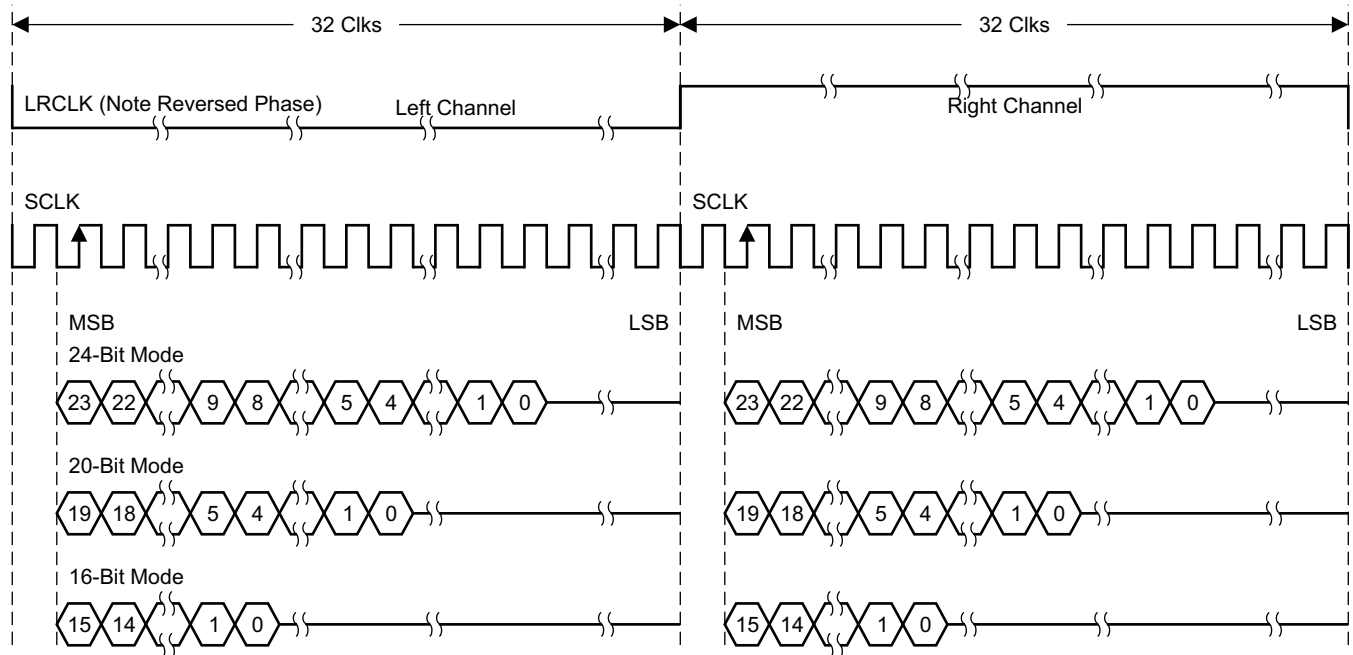 32 Clks 32 Clks
LRCLK (Note Reversed Phase) Left Channel Right Channel
SCLK SCLK
MSB LSB MSB LSB
24-Bit Mode
23 22 9 8 5 4 1 0 23 22 9 8 5 4 1 0
20-Bit Mode
19 18 5 4 1 0 19 18 5 4 1 0
16-Bit Mode
15 14 1 0 15 14 1 0